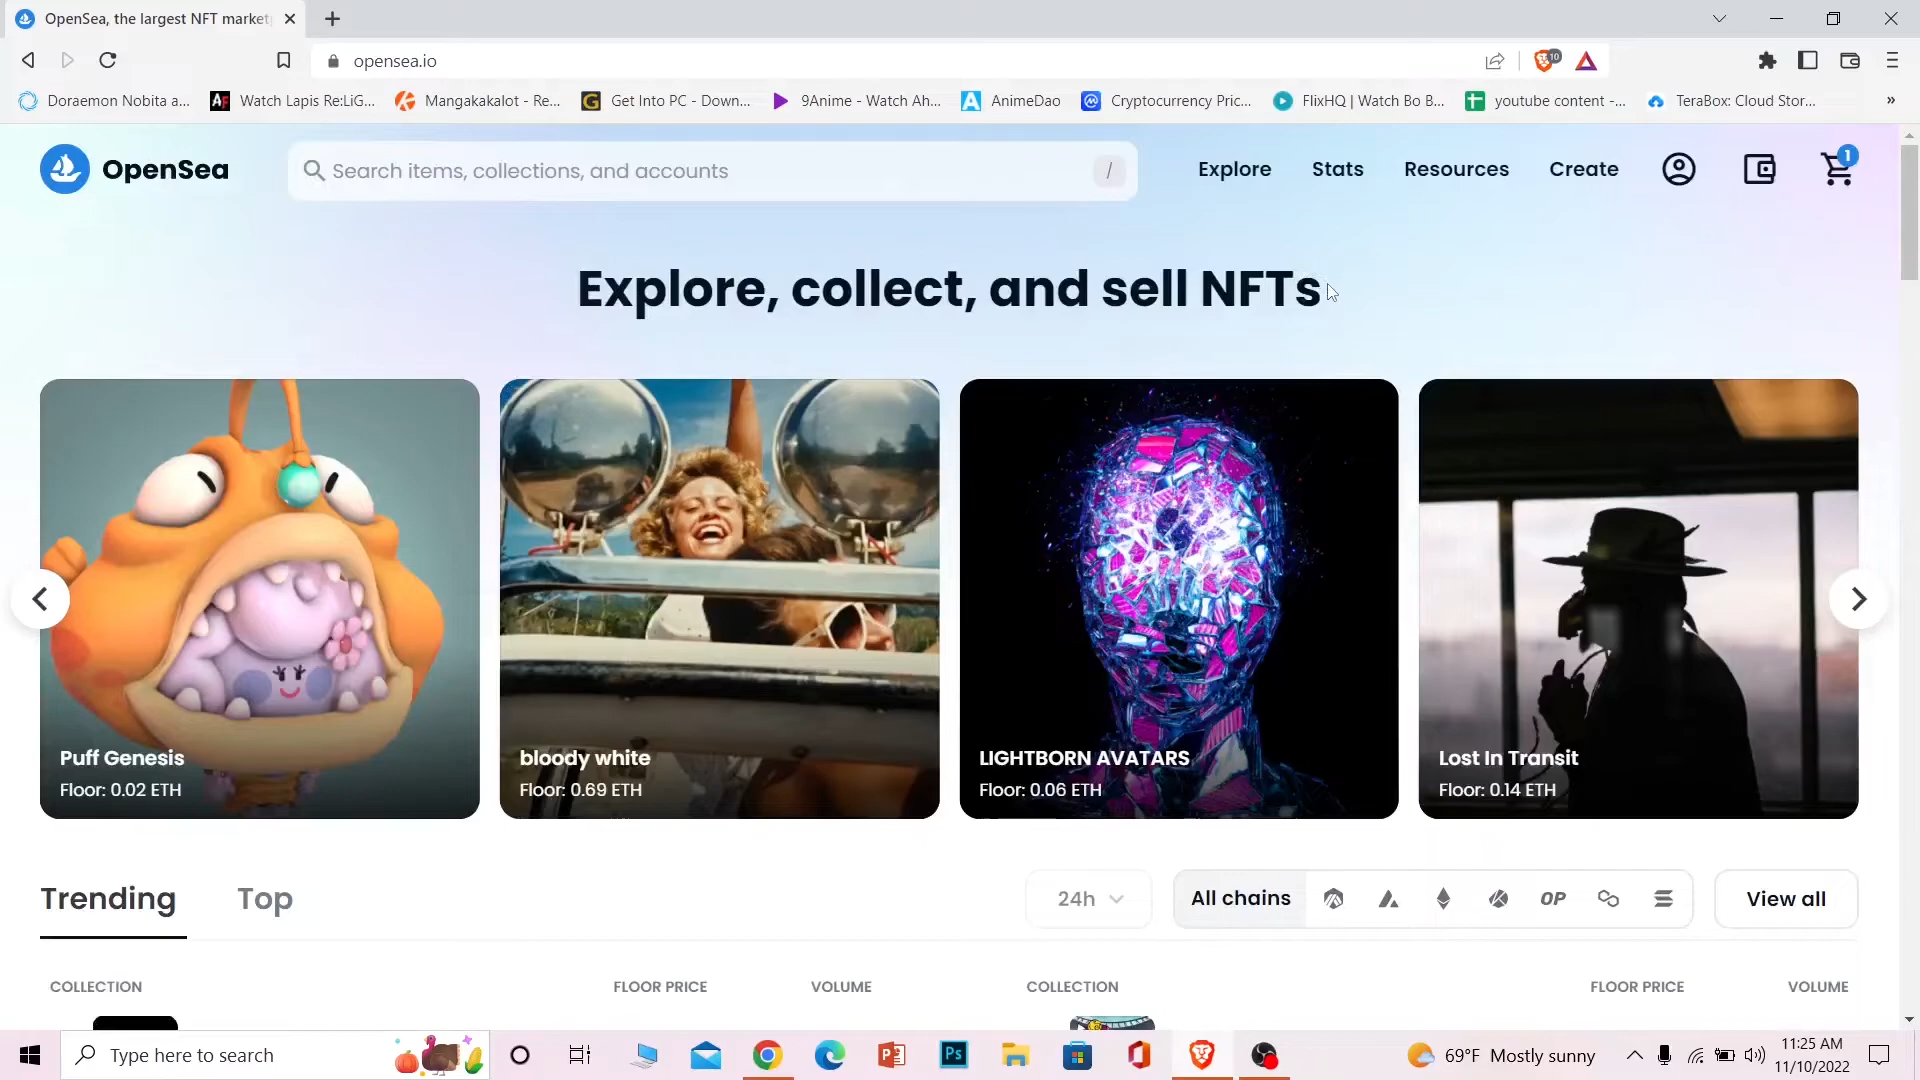 OpenSea, the largest NFT market
opensea.io
10
Doraemon Nobita a...
Watch Lapis Re:LiG...
Mangakakalot - Re...
Get Into PC - Down...
9Anime - Watch Ah...
AnimeDao
Cryptocurrency Pric...
FlixHQ | Watch Bo B...
youtube content -...
TeraBox: Cloud Stor...
»
OpenSea
Search items, collections, and accounts
/
Explore
Stats
Resources
Create
1
Explore, collect, and sell NFTs
Puff Genesis
Floor: 0.02 ETH
bloody white
Floor: 0.69 ETH
LIGHTBORN AVATARS
Floor: 0.06 ETH
Lost In Transit
Floor: 0.14 ETH
Trending
Top
24h
All chains
OP
View all
COLLECTION
FLOOR PRICE
VOLUME
COLLECTION
FLOOR PRICE
VOLUME
Type here to search
Ps
69°F Mostly sunny
11:25 AM
11/10/2022